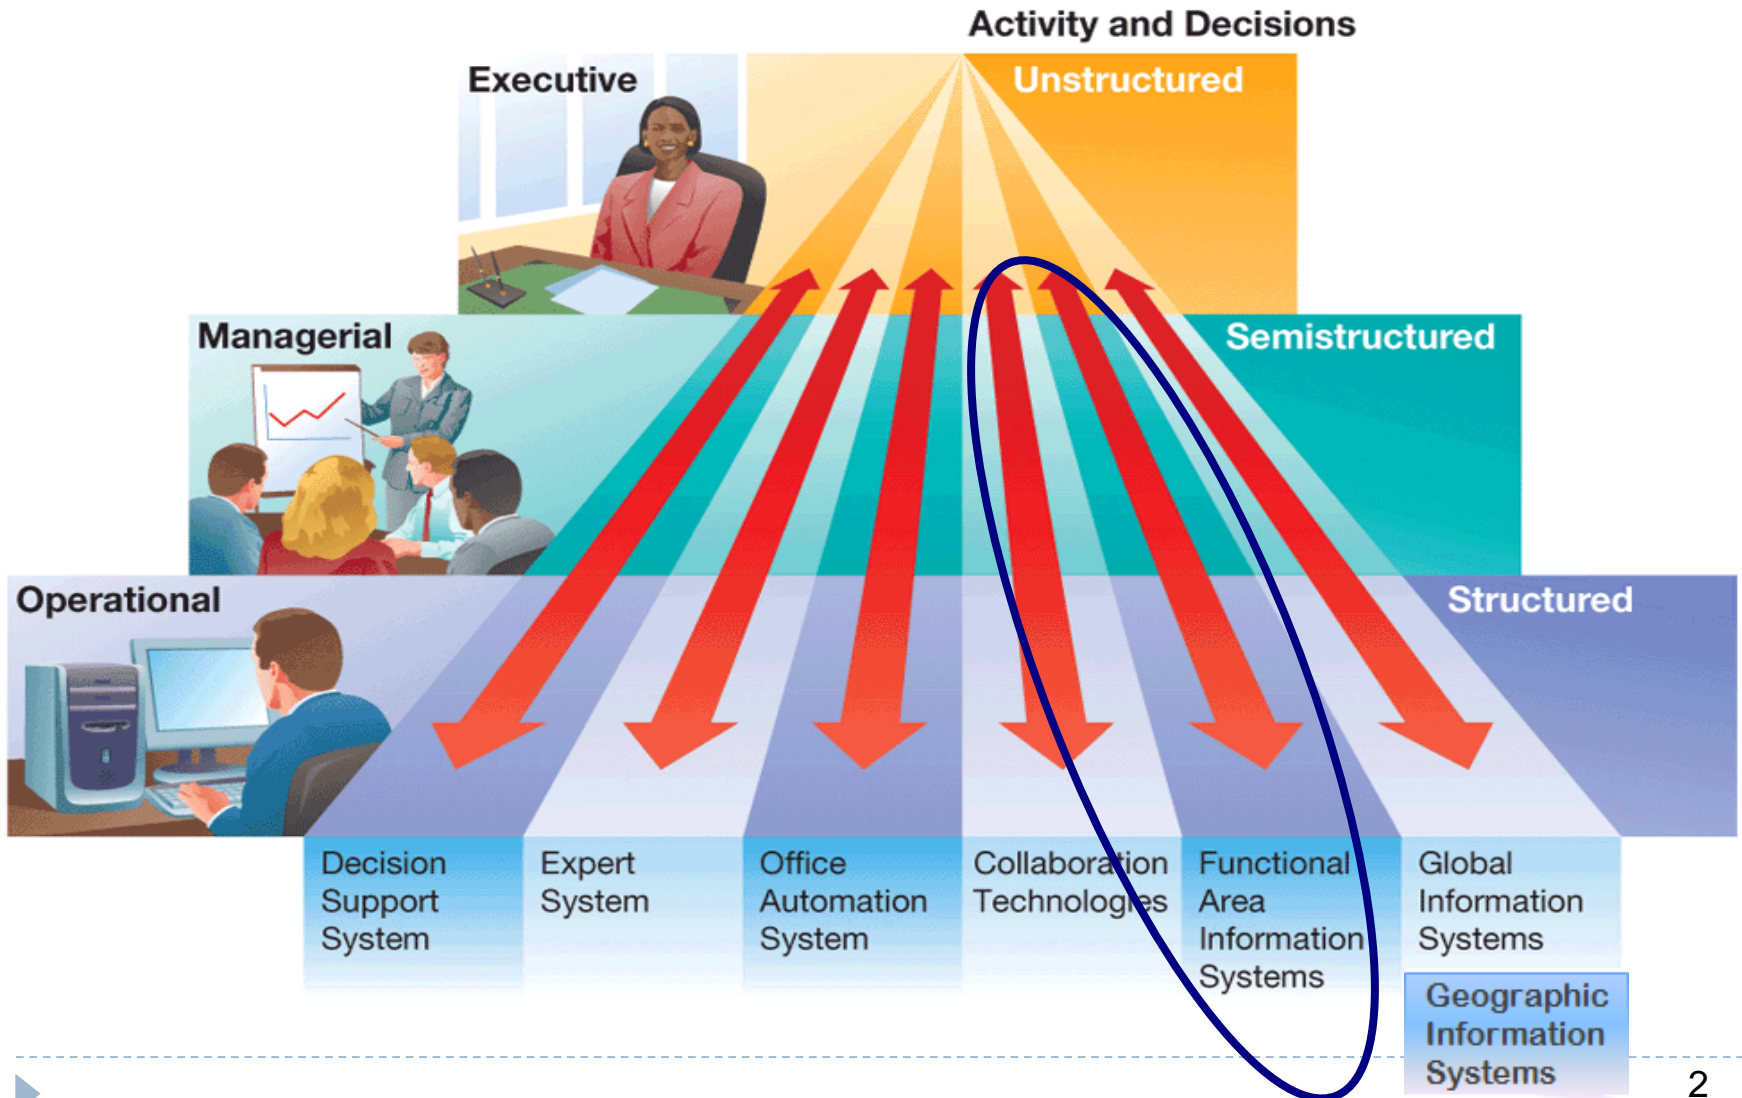 Activity and Decisions
Executive
Unstructured
Managerial
Semistructured
Operational
Structured
Decision
Support
System
Expert
System
Office
Automation
System
Collaboration
Technologies
Functional
Area
Information
Systems
Global
Information
Systems
Geographic
Information
Systems
2